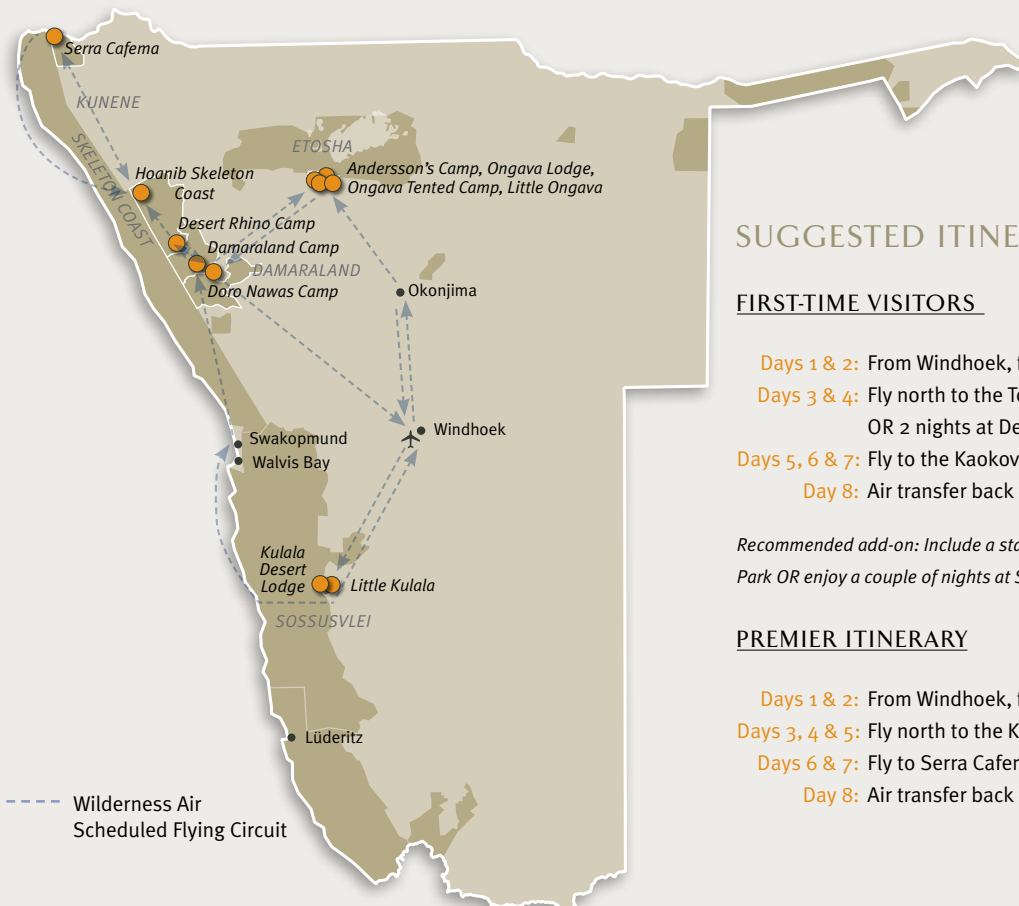 Serra Cafema
KUNENE
SKELETON COAST
ETOSHA
Hoanib Skeleton
Coast
Andersson's Camp, Ongava Lodge,
Ongava Tented Camp, Little Ongava
Desert Rhino Camp
Damaraland Camp
DAMARALAND
Doro Nawas Camp
Okonjima
Windhoek
Swakopmund
Walvis Bay
Kulala
Desert
Lodge
Little Kulala
SOSSUSVLEI
Lüderitz
Wilderness Air
Scheduled Flying Circuit
SUGGESTED ITINE
FIRST-TIME VISITORS
Days 1 & 2: From Windhoek, f
Days 3 & 4: Fly north to the To
OR 2 nights at De
Days 5, 6 & 7: Fly to the Kaokov
Day 8: Air transfer back
Recommended add-on: Include a sta
Park OR enjoy a couple of nights at S
PREMIER ITINERARY
Days 1 & 2: From Windhoek, f
Days 3, 4 & 5: Fly north to the K
Days 6 & 7: Fly to Serra Cafem
Day 8: Air transfer back